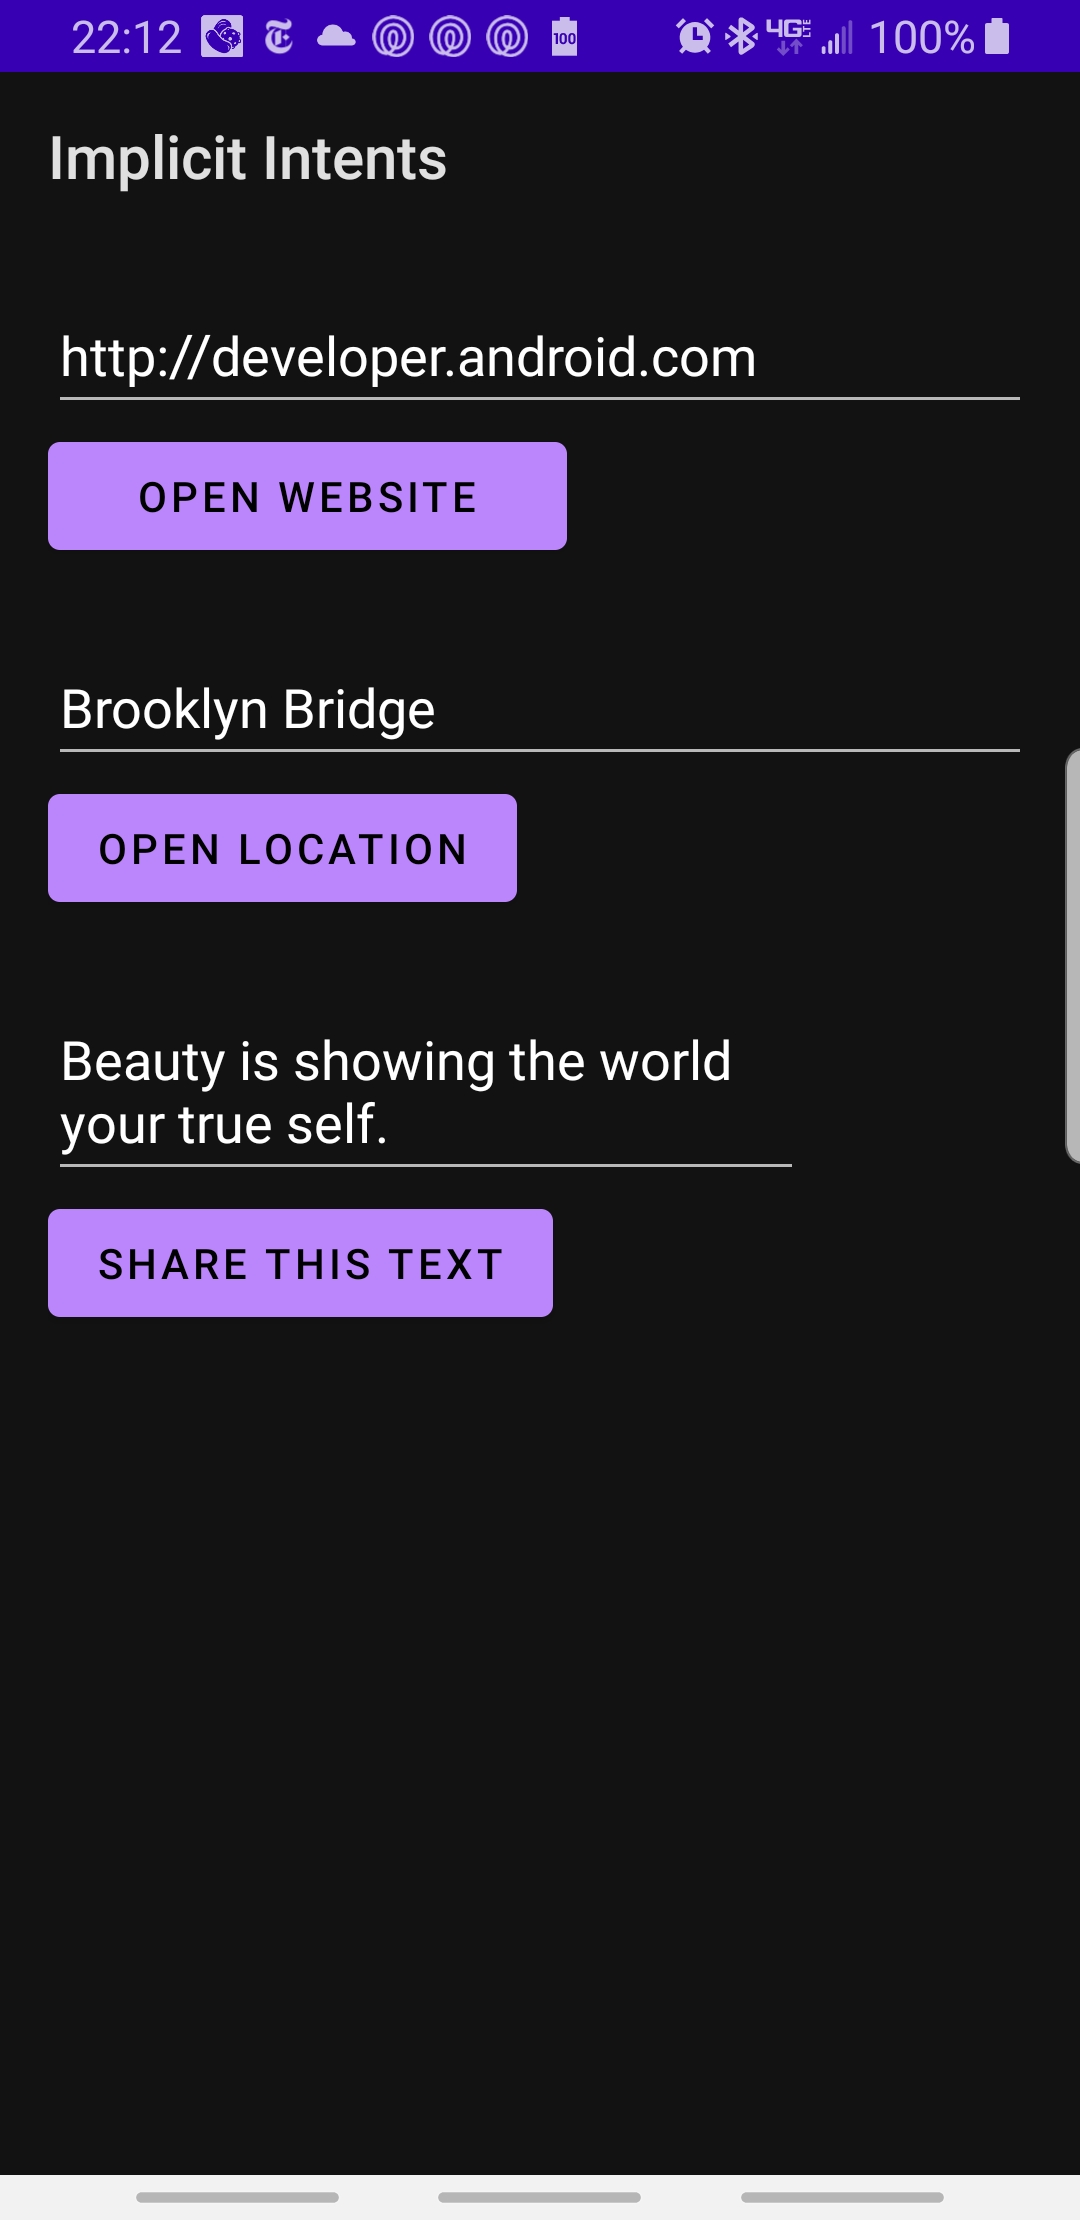 22:12 100 4G LTE 100%
Implicit Intents
http://developer.android.com
OPEN WEBSITE
Brooklyn Bridge
OPEN LOCATION
Beauty is showing the world
your true self.
SHARE THIS TEXT